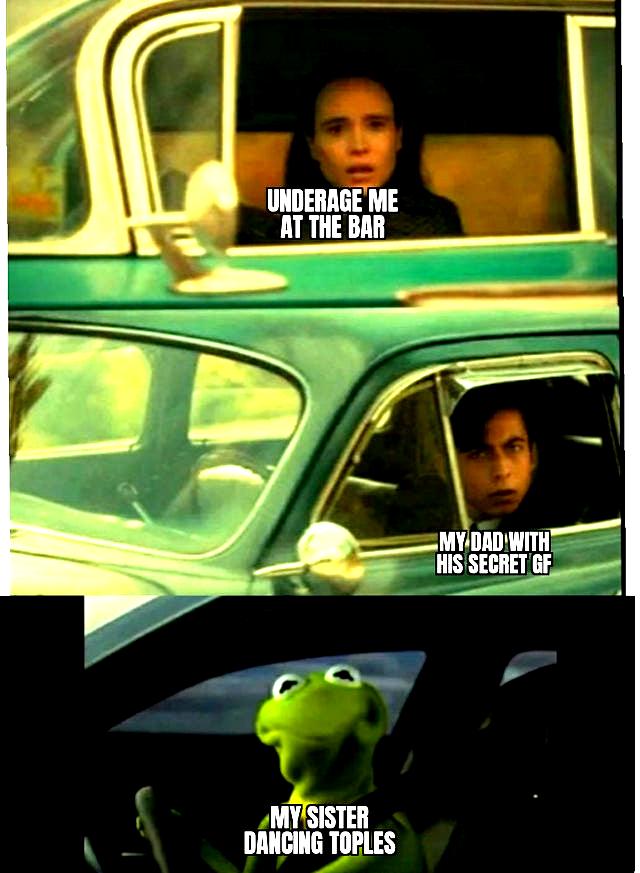 UNDERAGE ME
AT THE BAR
MY DAD WITH
HIS SECRET GF
MY SISTER
DANCING TOPLES